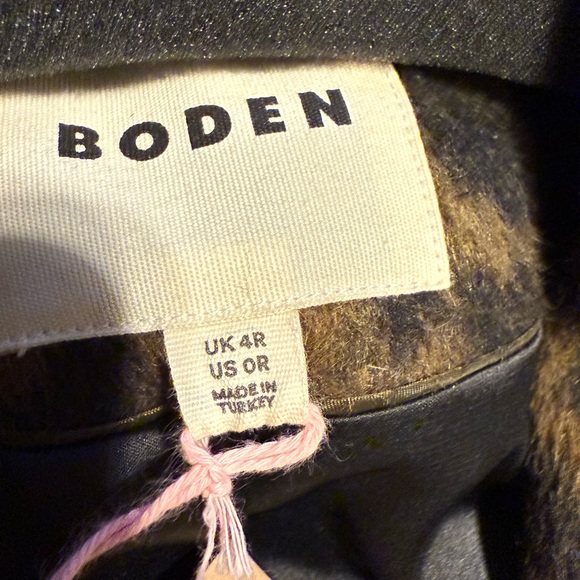 BODEN
UK 4R
US 0R
MADE IN
TURKEY